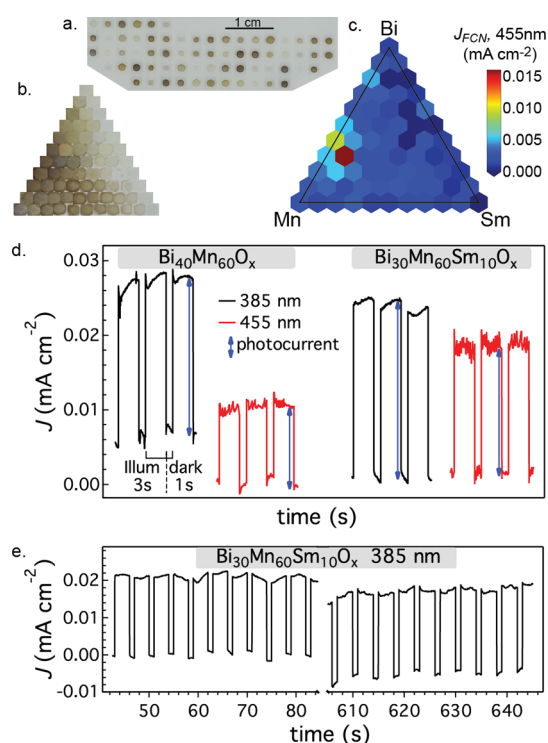 a.
1 cm
b.
c.
J_FCN, 455nm
(mA cm⁻²)
Bi
Mn
Sm
0.015
0.010
0.005
0.000
d.
Bi₄₀Mn₆₀Oₓ
Bi₃₀Mn₆₀Sm₁₀Oₓ
385 nm
455 nm
photocurrent
Illum
3s
dark
1s
J (mA cm⁻²)
0.03
0.02
0.01
0.00
time (s)
e.
Bi₃₀Mn₆₀Sm₁₀Oₓ 385 nm
J (mA cm⁻²)
0.02
0.01
0.00
-0.01
50 60 70 80 610 620 630 640
time (s) time (s)